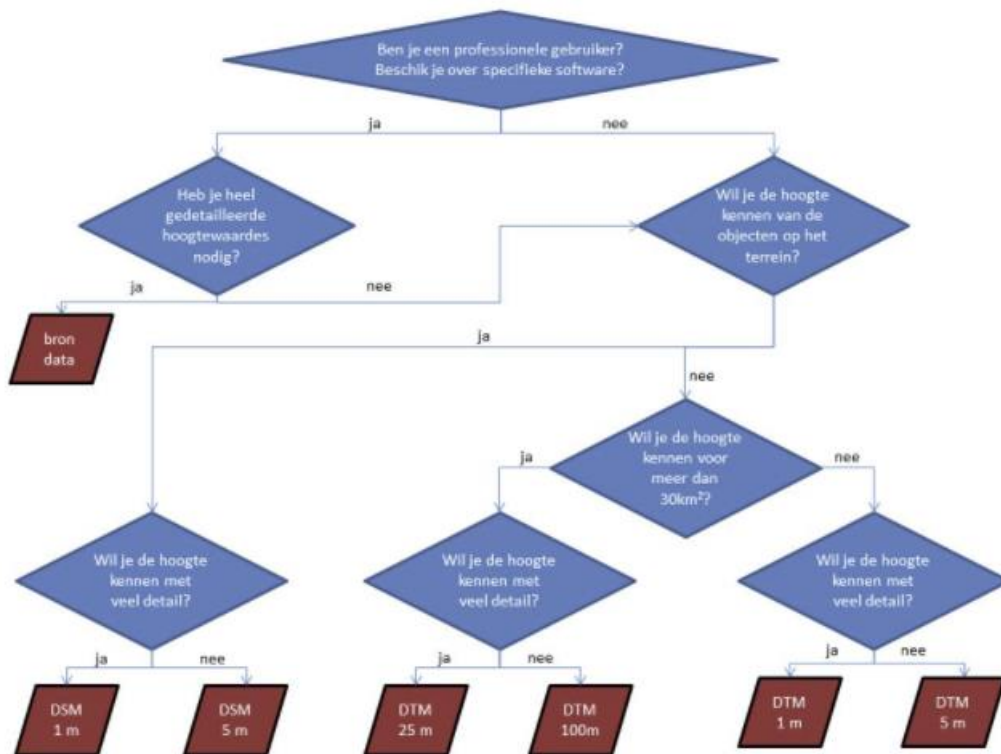 Ben je een professionele gebruiker?
Beschik je over specifieke software?
ja
nee
Heb je heel
gedetailleerde
hoogtewaardes
nodig?
Wil je de hoogte
kennen van de
objecten op het
terrein?
ja
nee
bron
data
ja
nee
Wil je de hoogte
kennen voor
meer dan
30km²?
ja
nee
Wil je de hoogte
kennen met
veel detail?
Wil je de hoogte
kennen met
veel detail?
Wil je de hoogte
kennen met
veel detail?
ja
nee
ja
nee
ja
nee
DSM
1 m
DSM
5 m
DTM
25 m
DTM
100m
DTM
1 m
DTM
5 m